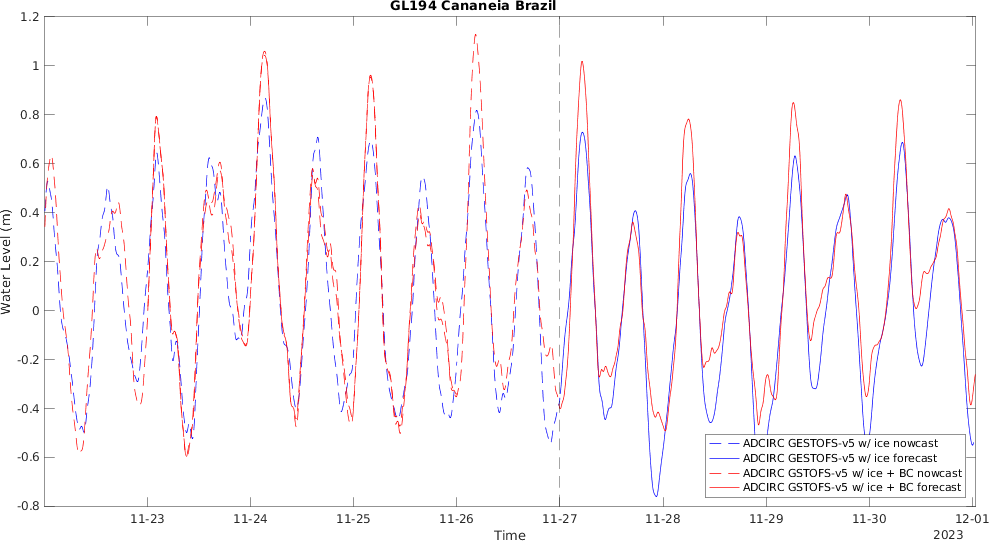 GL194 Cananeia Brazil
1.2
1
0.8
0.6
0.4
0.2
0
-0.2
-0.4
-0.6
-0.8
Water Level (m)
11-23 11-24 11-25 11-26 11-27 11-28 11-29 11-30 12-01
Time
2023
ADCIRC GESTOFS-v5 w/ ice nowcast
ADCIRC GESTOFS-v5 w/ ice forecast
ADCIRC GSTOFS-v5 w/ ice + BC nowcast
ADCIRC GSTOFS-v5 w/ ice + BC forecast